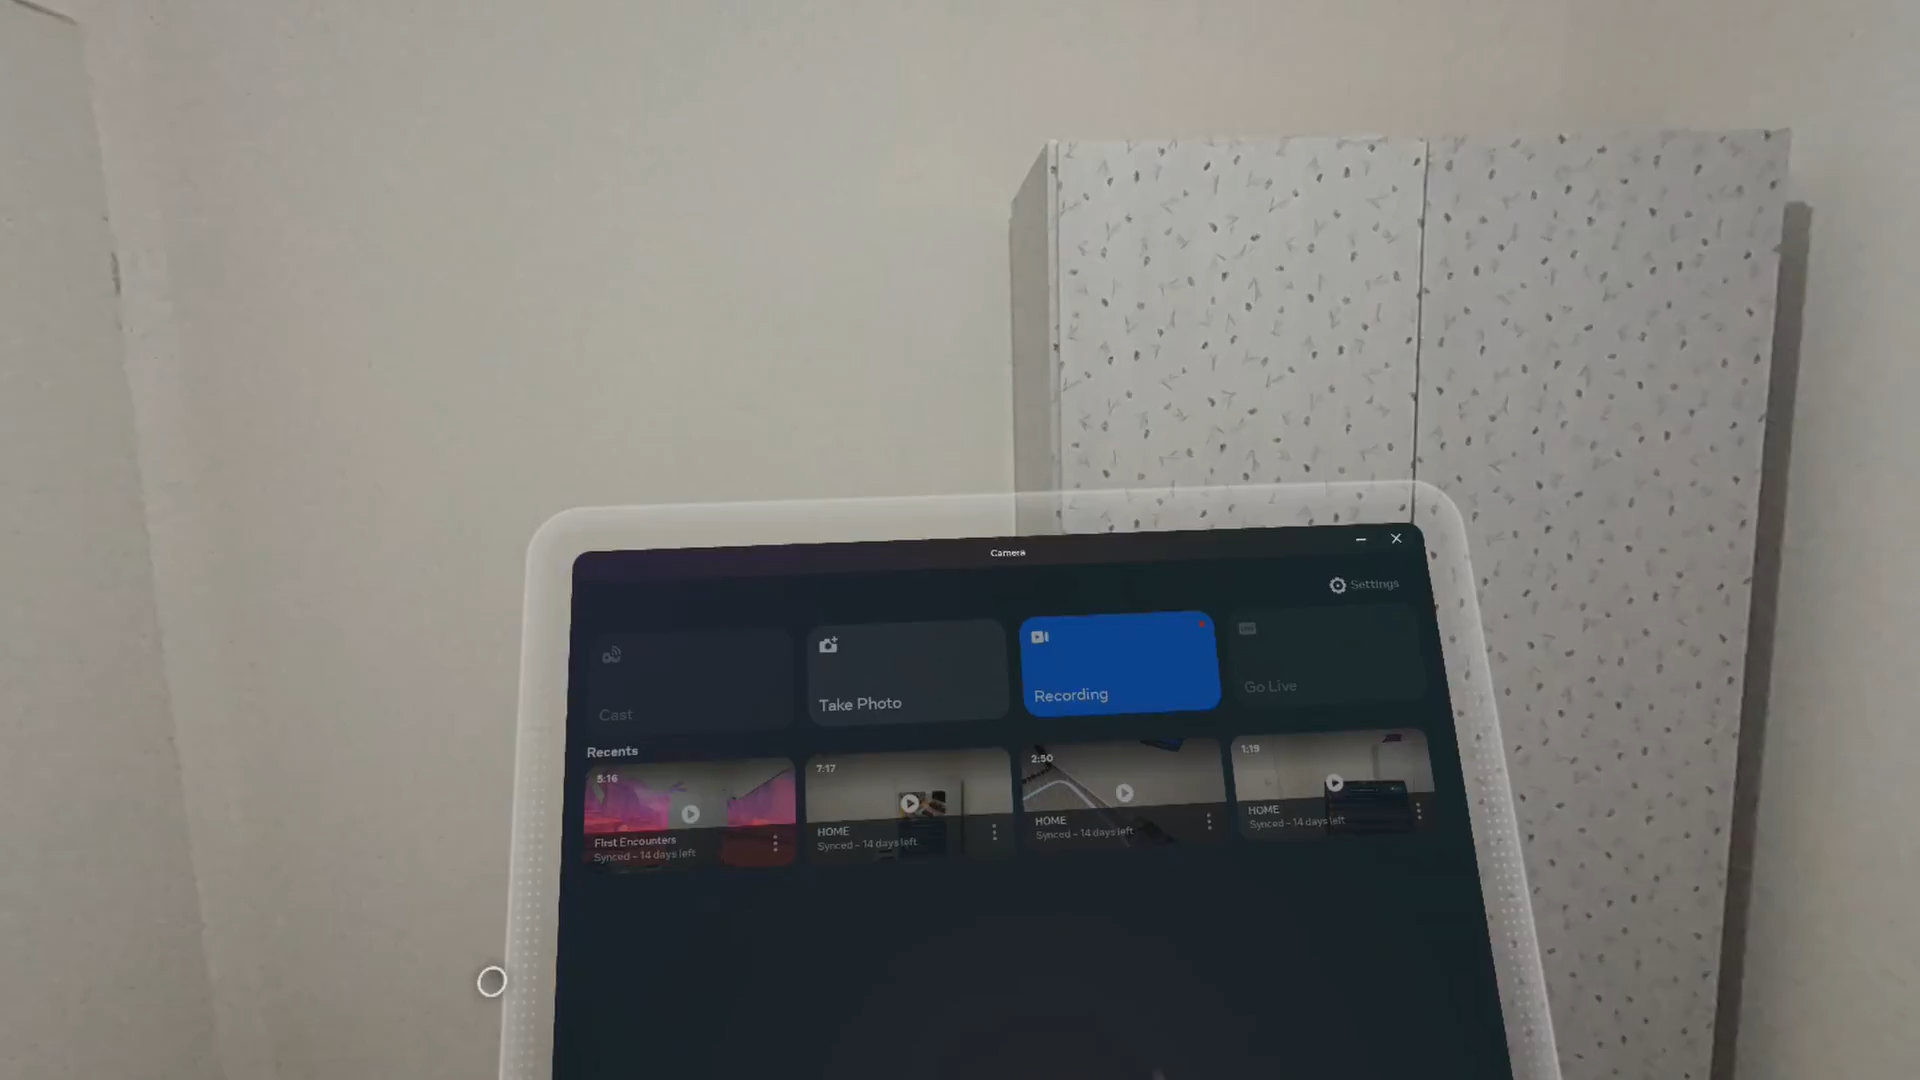 Camera
Settings
Cast
Take Photo
Recording
Go Live
Recents
5:16
First Encounters
Synced - 14 days left
7:17
HOME
Synced - 14 days left
2:50
HOME
Synced - 14 days left
1:19
HOME
Synced - 14 days left